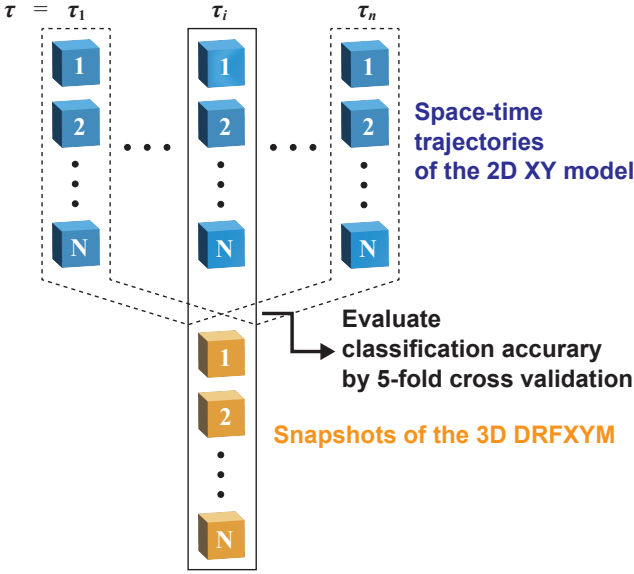 τ = τ1 τi τn
1 1 1
2 2 2
Space-time
trajectories
of the 2D XY model
N N N
Evaluate
classification accurary
by 5-fold cross validation
1
2
Snapshots of the 3D DRFXYM
N